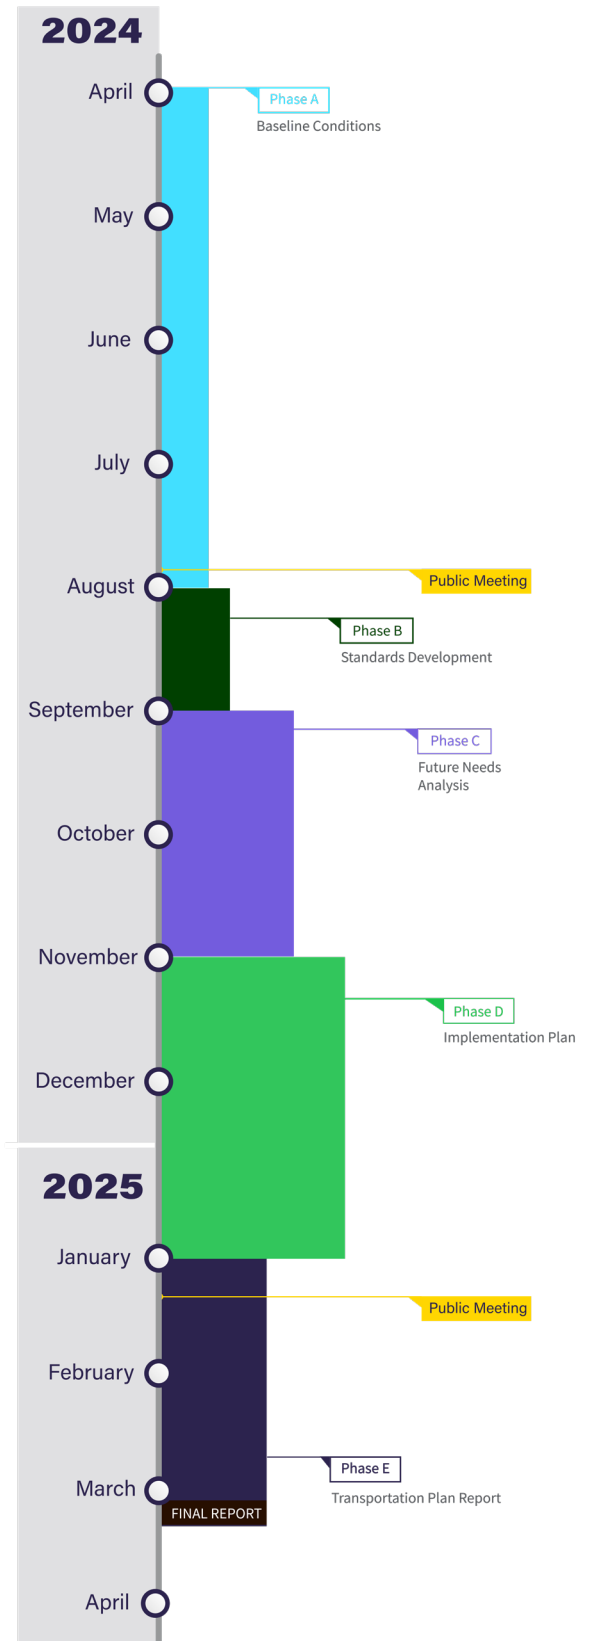 2024
April
Phase A
Baseline Conditions
May
June
July
Public Meeting
August
Phase B
Standards Development
September
Phase C
Future Needs
Analysis
October
November
Phase D
Implementation Plan
December
2025
January
Public Meeting
February
Phase E
Transportation Plan Report
March
FINAL REPORT
April